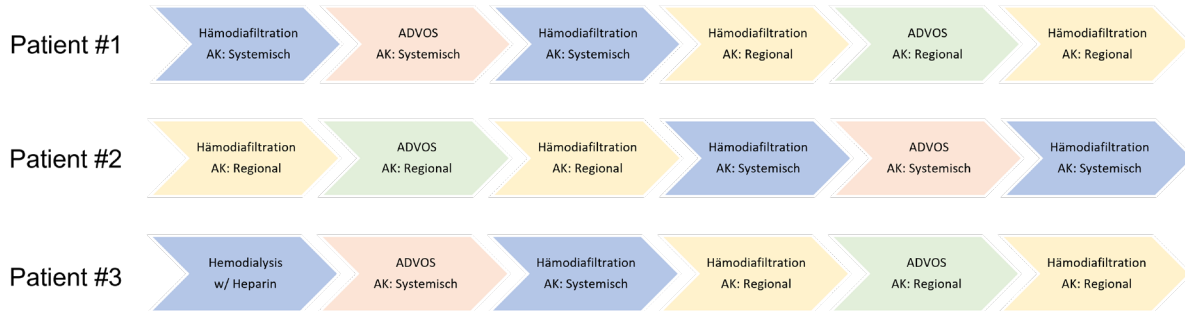 Patient #1
Hämodiafiltration
AK: Systemisch
ADVOS
AK: Systemisch
Hämodiafiltration
AK: Systemisch
Hämodiafiltration
AK: Regional
ADVOS
AK: Regional
Hämodiafiltration
AK: Regional
Patient #2
Hämodiafiltration
AK: Regional
ADVOS
AK: Regional
Hämodiafiltration
AK: Regional
Hämodiafiltration
AK: Systemisch
ADVOS
AK: Systemisch
Hämodiafiltration
AK: Systemisch
Patient #3
Hemodialysis
w/ Heparin
ADVOS
AK: Systemisch
Hämodiafiltration
AK: Systemisch
Hämodiafiltration
AK: Regional
ADVOS
AK: Regional
Hämodiafiltration
AK: Regional